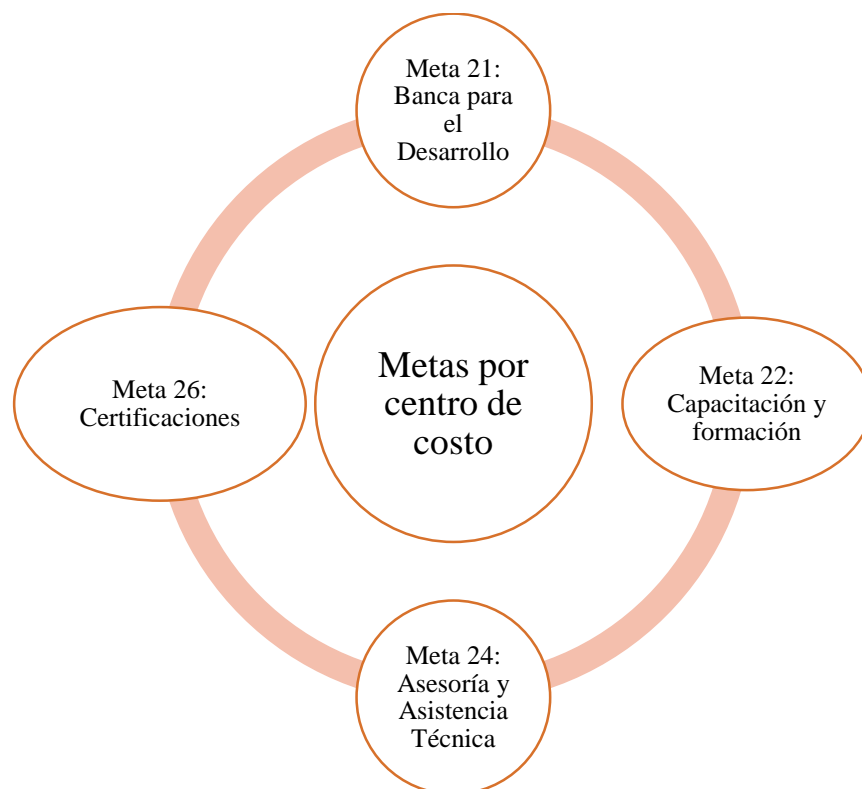 Meta 21:
Banca para
el
Desarrollo
Metas por
centro de
costo
Meta 26:
Certificaciones
Meta 22:
Capacitación y
formación
Meta 24:
Asesoría y
Asistencia
Técnica